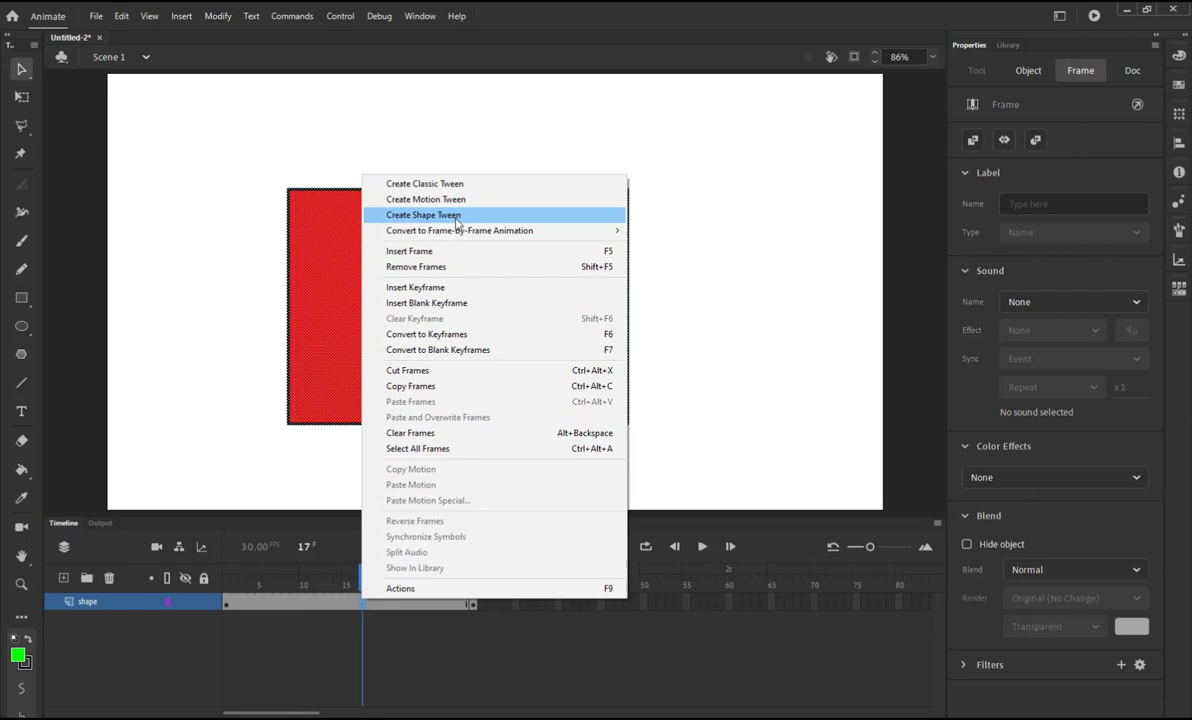 Animate File Edit View Insert Modify Text Commands Control Debug Window Help
Untitled-2*
Scene 1 86%
T...
Create Classic Tween
Create Motion Tween
Create Shape Tween
Convert to Frame-by-Frame Animation
Insert Frame F5
Remove Frames Shift+F5
Insert Keyframe
Insert Blank Keyframe
Clear Keyframe Shift+F6
Convert to Keyframes F6
Convert to Blank Keyframes F7
Cut Frames Ctrl+Alt+X
Copy Frames Ctrl+Alt+C
Paste Frames Ctrl+Alt+V
Paste and Overwrite Frames
Clear Frames Alt+Backspace
Select All Frames Ctrl+Alt+A
Copy Motion
Paste Motion
Paste Motion Special...
Reverse Frames
Synchronize Symbols
Split Audio
Show In Library
Actions F9
Properties Library
Tool Object Frame Doc
Frame
Label
Name Type here
Type Name
Sound
Name None
Effect None
Sync Event
Repeat x 1
No sound selected
Color Effects
None
Blend
Hide object
Blend Normal
Render Original (No Change)
Transparent
Filters
Timeline Output
30.00 FPS 17 F
2s
5 10 15 50 55 60 65 70 75 80
shape